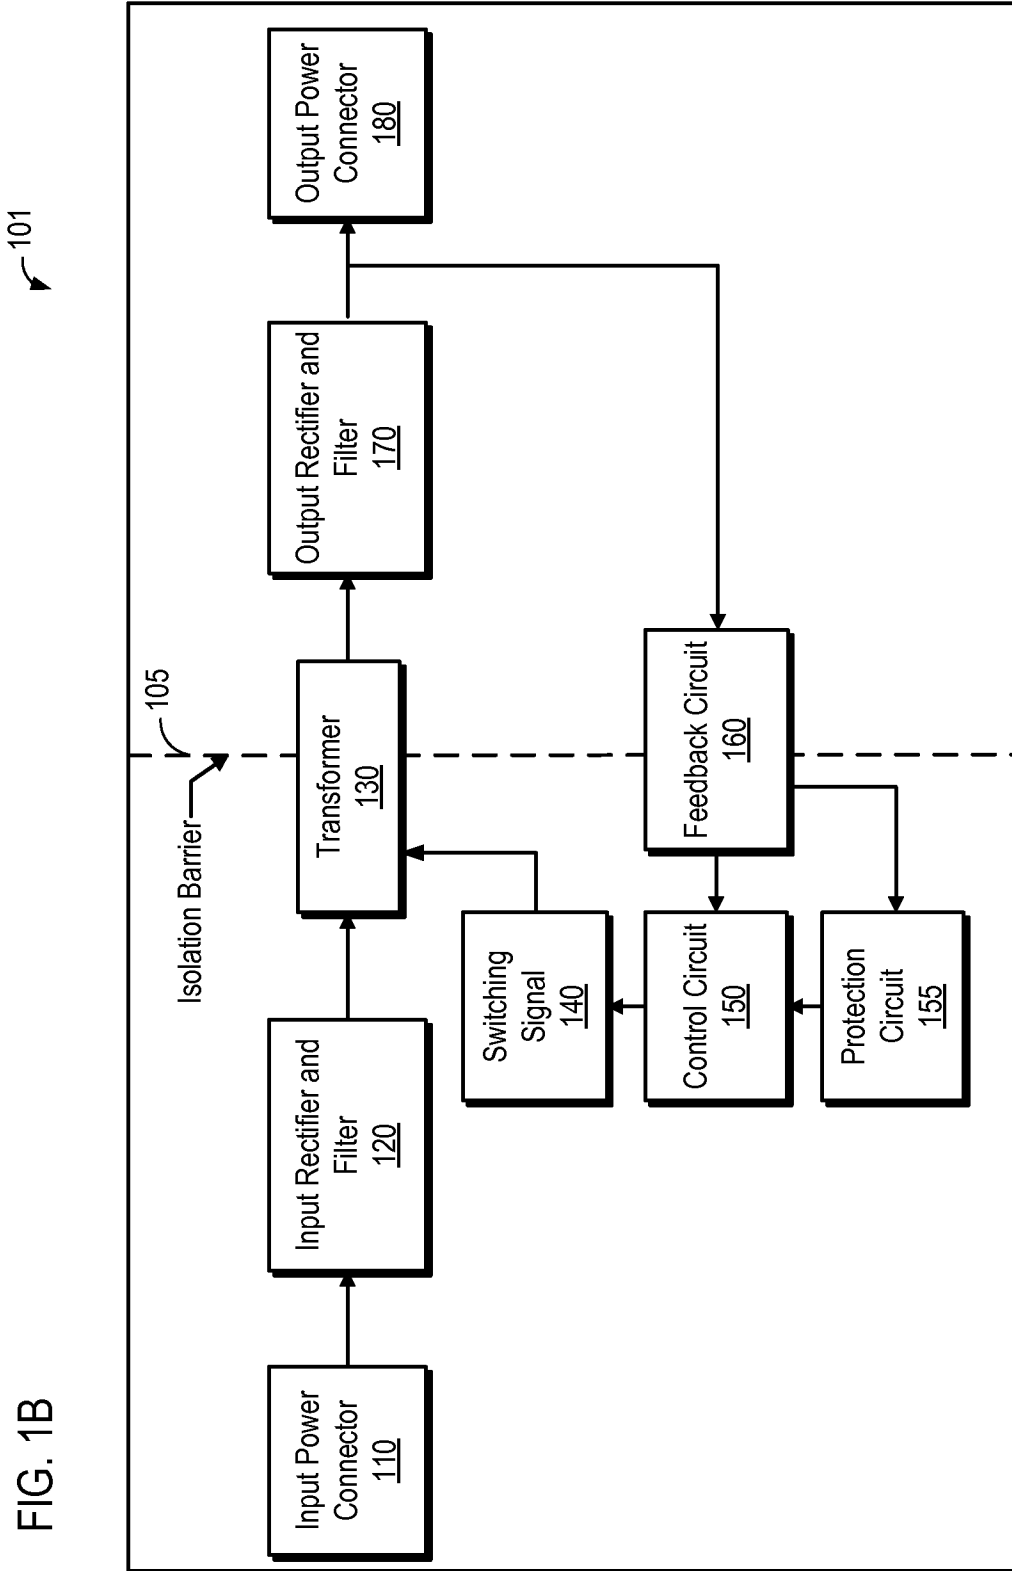 FIG. 1B
101
105
Isolation Barrier
Input Power
Connector
110
Input Rectifier and
Filter
120
Transformer
130
Output Rectifier and
Filter
170
Output Power
Connector
180
Switching
Signal
140
Control Circuit
150
Feedback Circuit
160
Protection
Circuit
155